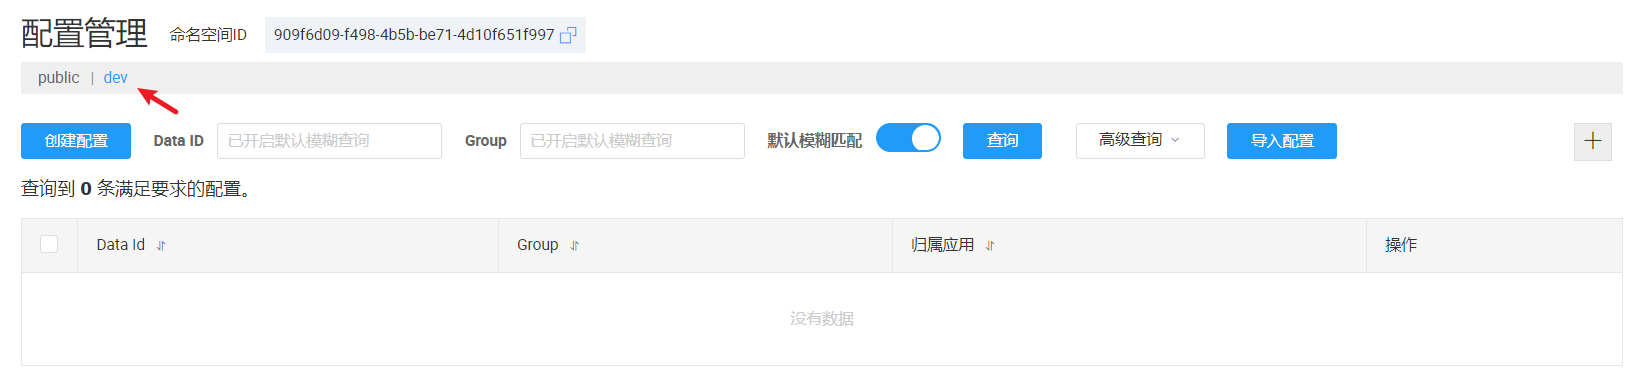 配置管理 命名空间ID 909f6d09-f498-4b5b-be71-4d10f651f997
public | dev
创建配置 Data ID 已开启默认模糊查询 Group 已开启默认模糊查询 默认模糊匹配 查询 高级查询 导入配置
查询到 0 条满足要求的配置。
Data Id Group 归属应用 操作
没有数据